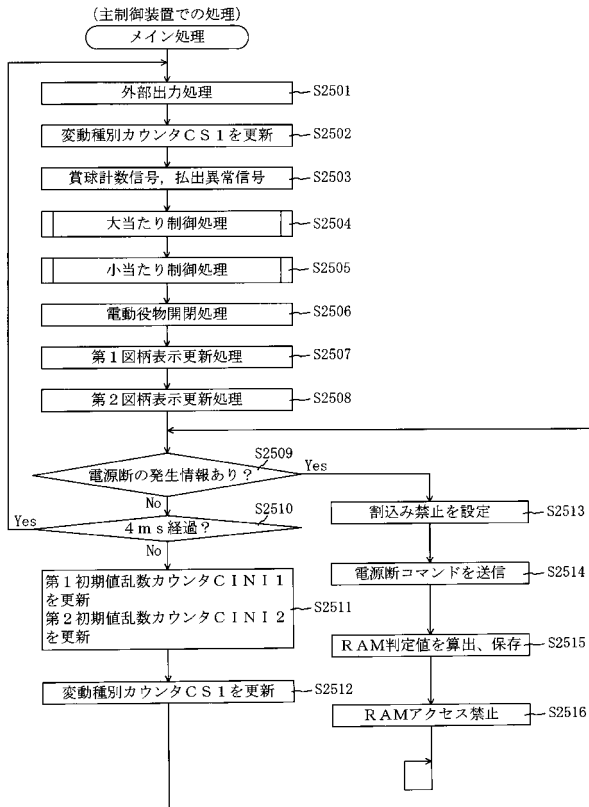 (主制御装置での処理)
メイン処理
外部出力処理
S2501
変動種別カウンタCS1を更新
S2502
賞球計数信号，払出異常信号
S2503
大当たり制御処理
S2504
小当たり制御処理
S2505
電動役物開閉処理
S2506
第1図柄表示更新処理
S2507
第2図柄表示更新処理
S2508
S2509
電源断の発生情報あり？
Yes
No
S2510
4ms経過？
Yes
No
第1初期値乱数カウンタCINI1
を更新
第2初期値乱数カウンタCINI2
を更新
S2511
変動種別カウンタCS1を更新
S2512
割込み禁止を設定
S2513
電源断コマンドを送信
S2514
RAM判定値を算出、保存
S2515
RAMアクセス禁止
S2516